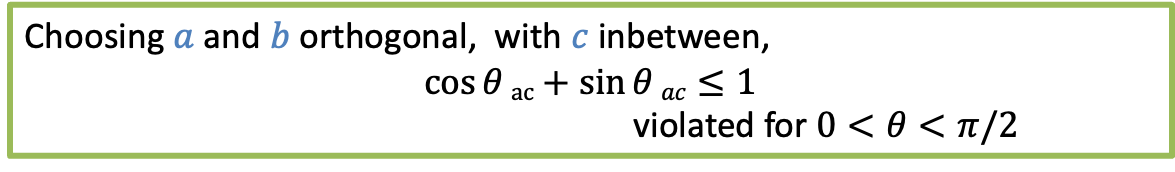 Choosing a and b orthogonal, with c inbetween,
cos θ ac + sin θ ac ≤ 1
violated for 0 < θ < π/2